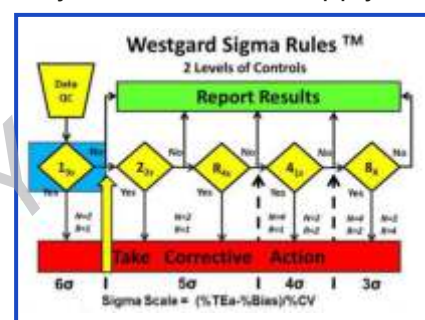 Westgard Sigma Rules ™
2 Levels of Controls
Data
QC
Report Results
No No No No No
1₃ₛ 2₂ₛ R₄ₛ 4₁ₛ 8ₓ
Yes Yes Yes Yes Yes
N=2 N=2 N=4 N=2 N=4 N=2
R=1 R=1 R=1 R=2 R=2 R=4
Take Corrective Action
6σ 5σ 4σ 3σ
Sigma Scale = (%TEa-%Bias)/%CV